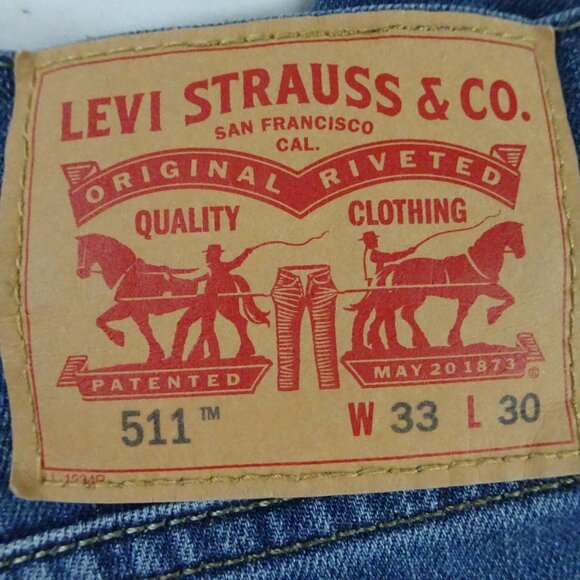 LEVI STRAUSS & CO.
SAN FRANCISCO
CAL.
ORIGINAL RIVETED
QUALITY CLOTHING
PATENTED MAY 20 1873 ®
511™ W 33 L 30